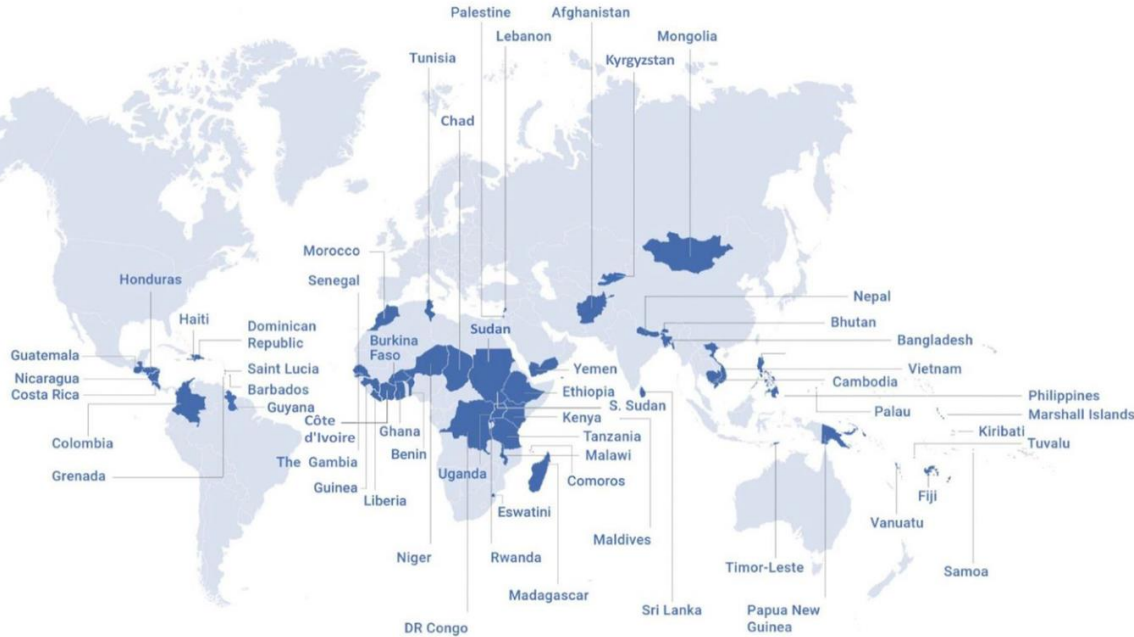 Palestine
Afghanistan
Lebanon
Mongolia
Tunisia
Kyrgyzstan
Chad
Morocco
Honduras
Senegal
Nepal
Haiti
Dominican
Republic
Sudan
Bhutan
Burkina
Faso
Bangladesh
Guatemala
Saint Lucia
Yemen
Vietnam
Nicaragua
Barbados
Ethiopia
Cambodia
Costa Rica
Guyana
S. Sudan
Philippines
Palau
Marshall Islands
Côte
d'Ivoire
Ghana
Kenya
Kiribati
Colombia
Tanzania
Tuvalu
Benin
Malawi
The Gambia
Grenada
Uganda
Comoros
Guinea
Liberia
Fiji
Eswatini
Vanuatu
Maldives
Niger
Rwanda
Timor-Leste
Samoa
Madagascar
Sri Lanka
Papua New
Guinea
DR Congo